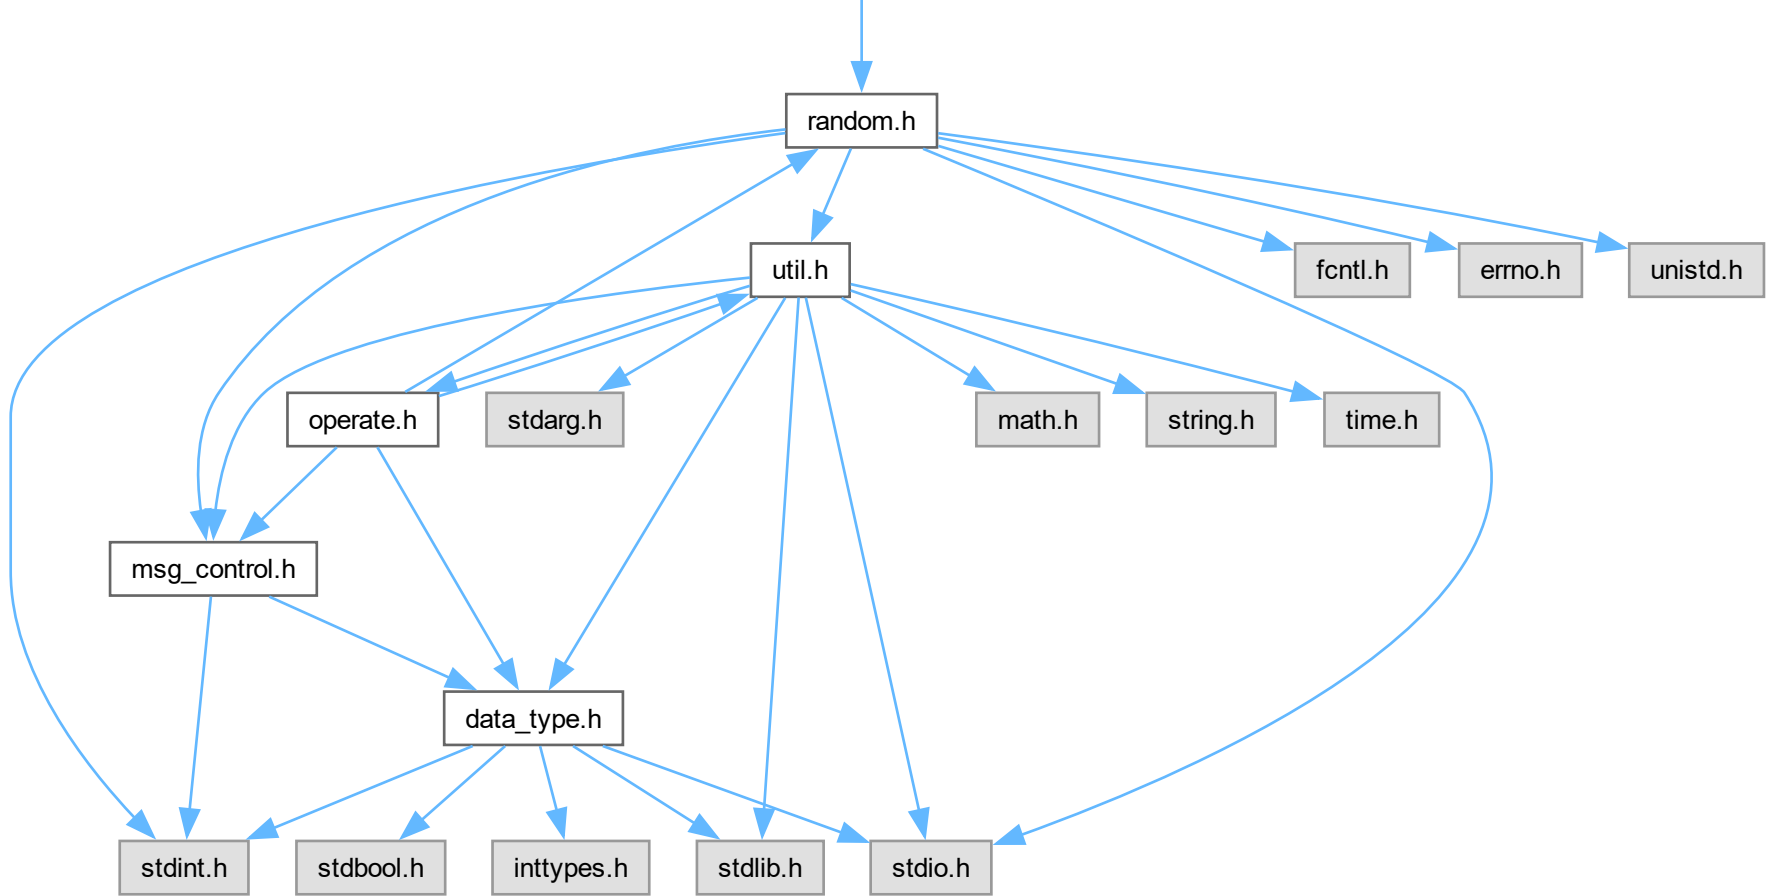 random.h
util.h
fcntl.h
errno.h
unistd.h
operate.h
stdarg.h
math.h
string.h
time.h
msg_control.h
data_type.h
stdint.h
stdbool.h
inttypes.h
stdlib.h
stdio.h